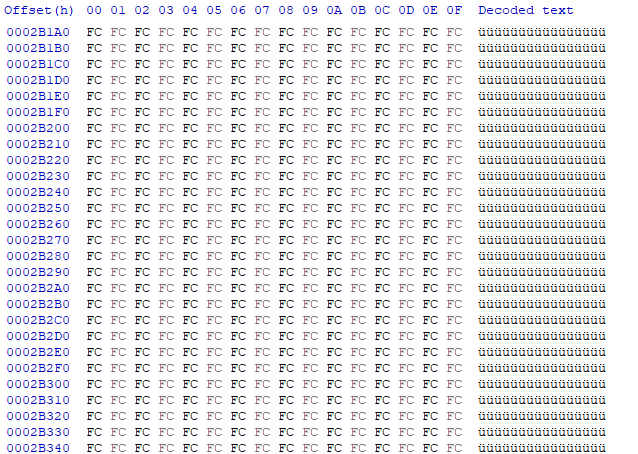 Offset(h) 00 01 02 03 04 05 06 07 08 09 0A 0B 0C 0D 0E 0F Decoded text
0002B1A0 FC FC FC FC FC FC FC FC FC FC FC FC FC FC FC FC üüüüüüüüüüüüüüüü
0002B1B0 FC FC FC FC FC FC FC FC FC FC FC FC FC FC FC FC üüüüüüüüüüüüüüüü
0002B1C0 FC FC FC FC FC FC FC FC FC FC FC FC FC FC FC FC üüüüüüüüüüüüüüüü
0002B1D0 FC FC FC FC FC FC FC FC FC FC FC FC FC FC FC FC üüüüüüüüüüüüüüüü
0002B1E0 FC FC FC FC FC FC FC FC FC FC FC FC FC FC FC FC üüüüüüüüüüüüüüüü
0002B1F0 FC FC FC FC FC FC FC FC FC FC FC FC FC FC FC FC üüüüüüüüüüüüüüüü
0002B200 FC FC FC FC FC FC FC FC FC FC FC FC FC FC FC FC üüüüüüüüüüüüüüüü
0002B210 FC FC FC FC FC FC FC FC FC FC FC FC FC FC FC FC üüüüüüüüüüüüüüüü
0002B220 FC FC FC FC FC FC FC FC FC FC FC FC FC FC FC FC üüüüüüüüüüüüüüüü
0002B230 FC FC FC FC FC FC FC FC FC FC FC FC FC FC FC FC üüüüüüüüüüüüüüüü
0002B240 FC FC FC FC FC FC FC FC FC FC FC FC FC FC FC FC üüüüüüüüüüüüüüüü
0002B250 FC FC FC FC FC FC FC FC FC FC FC FC FC FC FC FC üüüüüüüüüüüüüüüü
0002B260 FC FC FC FC FC FC FC FC FC FC FC FC FC FC FC FC üüüüüüüüüüüüüüüü
0002B270 FC FC FC FC FC FC FC FC FC FC FC FC FC FC FC FC üüüüüüüüüüüüüüüü
0002B280 FC FC FC FC FC FC FC FC FC FC FC FC FC FC FC FC üüüüüüüüüüüüüüüü
0002B290 FC FC FC FC FC FC FC FC FC FC FC FC FC FC FC FC üüüüüüüüüüüüüüüü
0002B2A0 FC FC FC FC FC FC FC FC FC FC FC FC FC FC FC FC üüüüüüüüüüüüüüüü
0002B2B0 FC FC FC FC FC FC FC FC FC FC FC FC FC FC FC FC üüüüüüüüüüüüüüüü
0002B2C0 FC FC FC FC FC FC FC FC FC FC FC FC FC FC FC FC üüüüüüüüüüüüüüüü
0002B2D0 FC FC FC FC FC FC FC FC FC FC FC FC FC FC FC FC üüüüüüüüüüüüüüüü
0002B2E0 FC FC FC FC FC FC FC FC FC FC FC FC FC FC FC FC üüüüüüüüüüüüüüüü
0002B2F0 FC FC FC FC FC FC FC FC FC FC FC FC FC FC FC FC üüüüüüüüüüüüüüüü
0002B300 FC FC FC FC FC FC FC FC FC FC FC FC FC FC FC FC üüüüüüüüüüüüüüüü
0002B310 FC FC FC FC FC FC FC FC FC FC FC FC FC FC FC FC üüüüüüüüüüüüüüüü
0002B320 FC FC FC FC FC FC FC FC FC FC FC FC FC FC FC FC üüüüüüüüüüüüüüüü
0002B330 FC FC FC FC FC FC FC FC FC FC FC FC FC FC FC FC üüüüüüüüüüüüüüüü
0002B340 FC FC FC FC FC FC FC FC FC FC FC FC FC FC FC FC üüüüüüüüüüüüüüüü